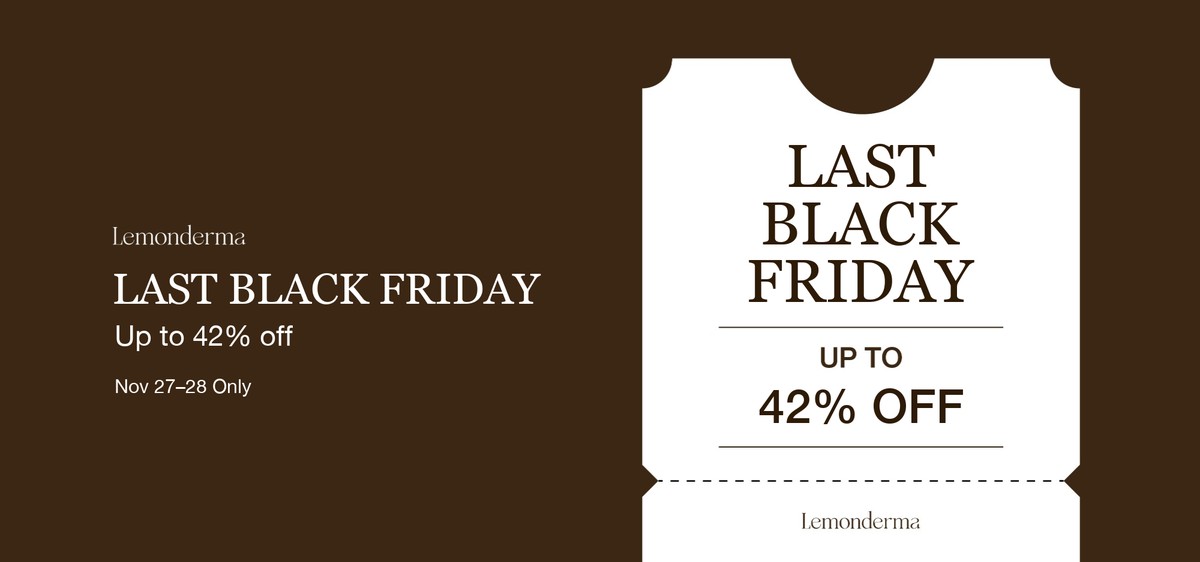 Lemonderma
LAST BLACK FRIDAY
Up to 42% off
Nov 27–28 Only
LAST
BLACK
FRIDAY
UP TO
42% OFF
Lemonderma